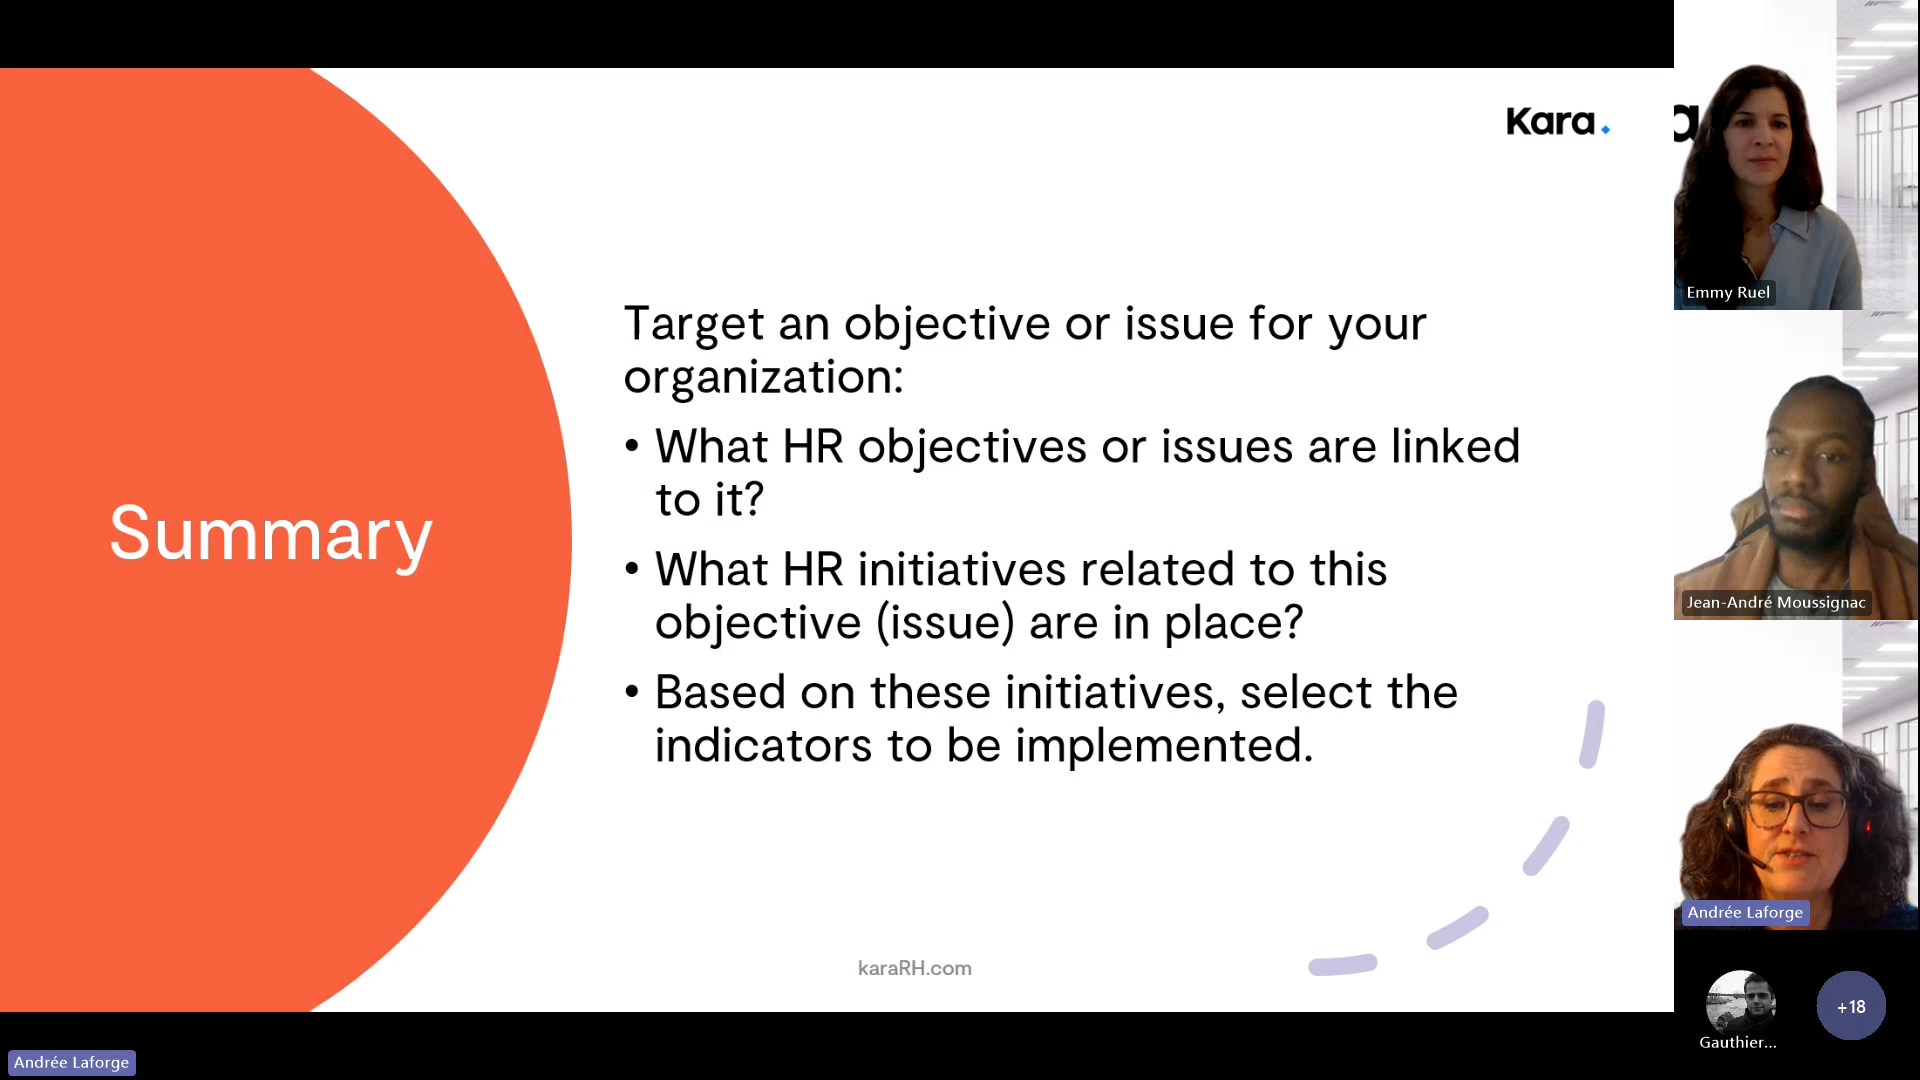 Kara
a
Summary
Target an objective or issue for your
organization:
• What HR objectives or issues are linked
to it?
• What HR initiatives related to this
objective (issue) are in place?
• Based on these initiatives, select the
indicators to be implemented.
karaRH.com
Emmy Ruel
Jean-André Moussignac
Andrée Laforge
Gauthier...
+18
Andrée Laforge